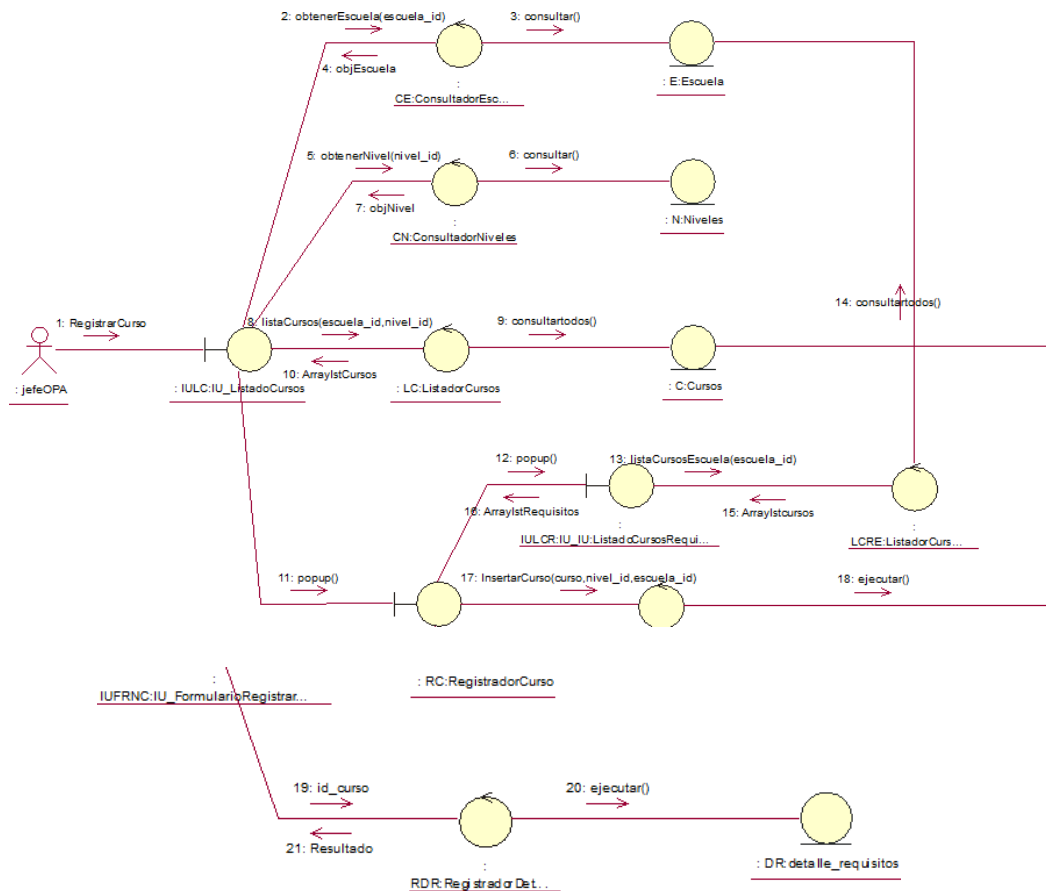 2: obtenerEscuela(escuela_id)
3: consultar()
4: objEscuela
:
CE:ConsultadorEsc...
: E:Escuela
5: obtenerNivel(nivel_id)
6: consultar()
7: objNivel
:
CN:ConsultadorNiveles
: N:Niveles
14: consultartodos()
1: RegistrarCurso
8: listaCursos(escuela_id,nivel_id)
9: consultartodos()
10: ArraylstCursos
: jefeOPA
: IULC:IU_ListadoCursos
: LC:ListadorCursos
: C:Cursos
12: popup()
13: listaCursosEscuela(escuela_id)
16: ArraylstRequisitos
15: Arraylstcursos
:
IULCR:IU_IU:ListadoCursosRequi...
:
LCRE:ListadorCurs...
11: popup()
17: InsertarCurso(curso,nivel_id,escuela_id)
18: ejecutar()
:
IUFRNC:IU_FormularioRegistrar...
: RC:RegistradorCurso
19: id_curso
20: ejecutar()
21: Resultado
:
RDR:RegistradorDet...
: DR:detalle_requisitos